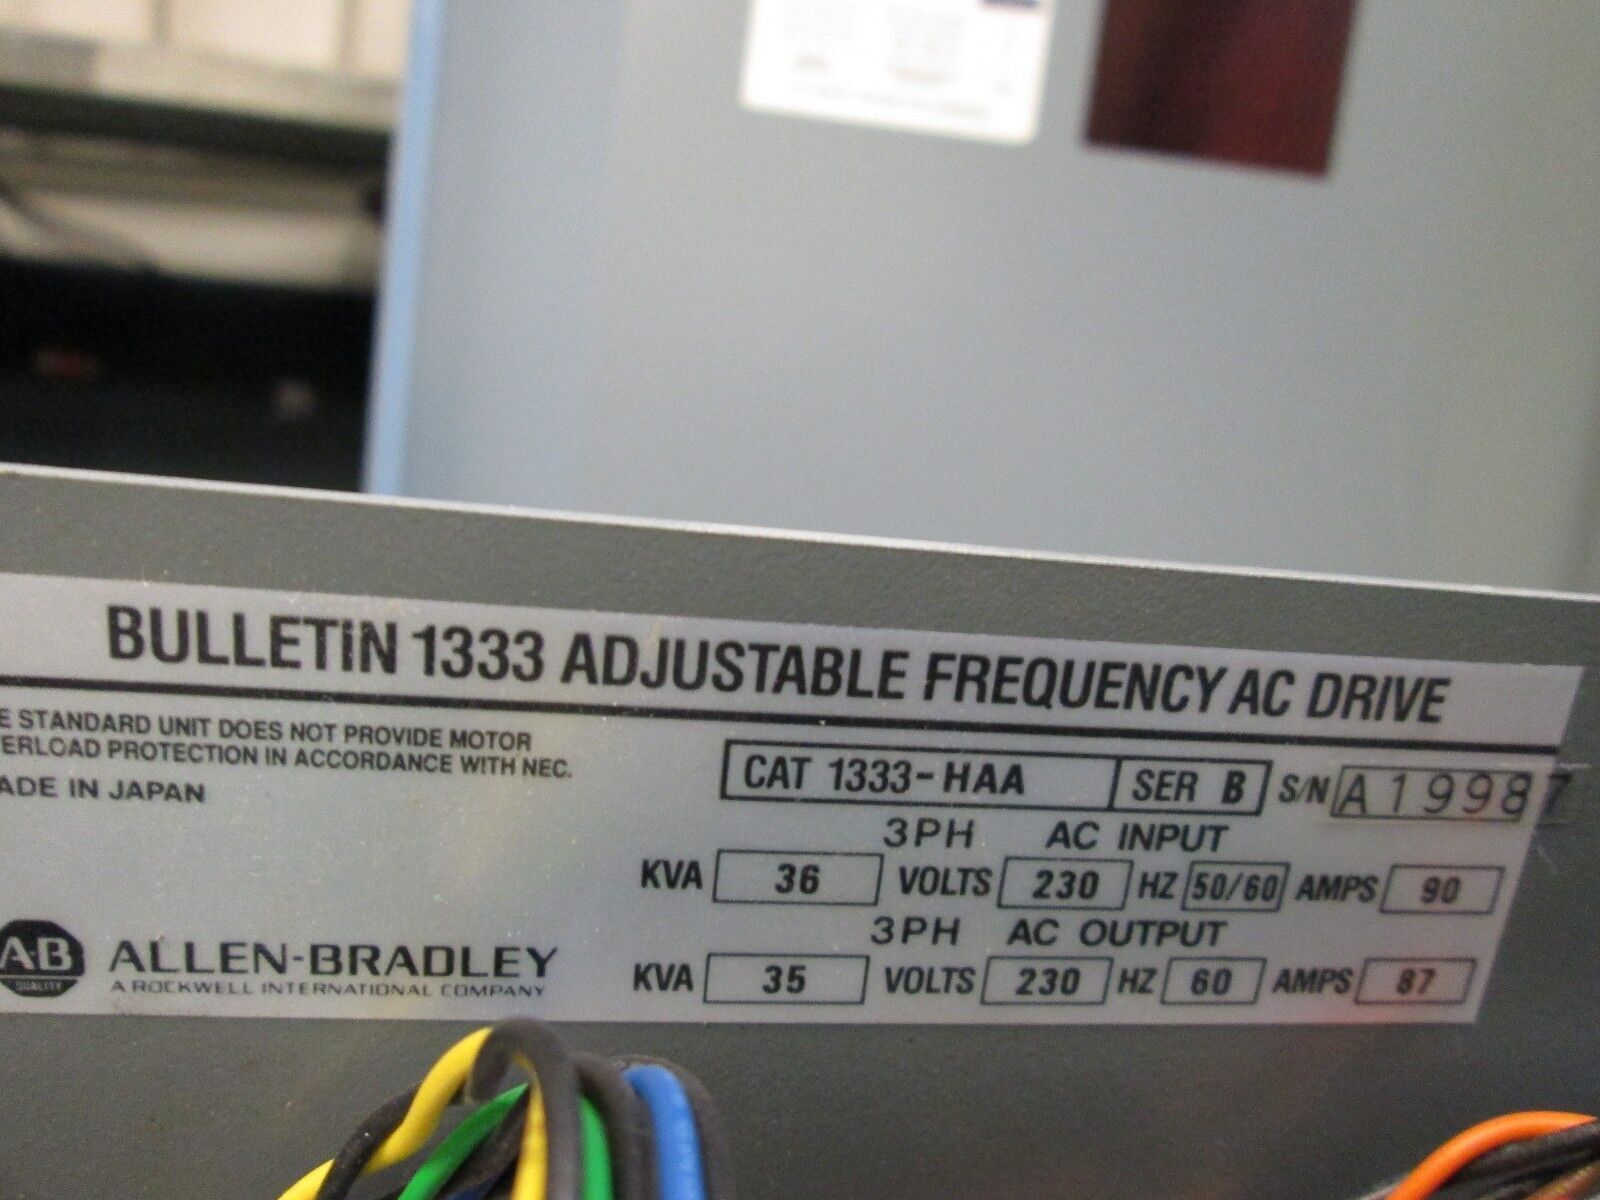 BULLETIN 1333 ADJUSTABLE FREQUENCY AC DRIVE
E STANDARD UNIT DOES NOT PROVIDE MOTOR
ERLOAD PROTECTION IN ACCORDANCE WITH NEC.
ADE IN JAPAN
CAT 1333-HAA SER B S/N A19987
3PH AC INPUT
KVA 36 VOLTS 230 HZ 50/60 AMPS 90
3PH AC OUTPUT
KVA 35 VOLTS 230 HZ 60 AMPS 87
A-B
QUALITY
ALLEN-BRADLEY
A ROCKWELL INTERNATIONAL COMPANY